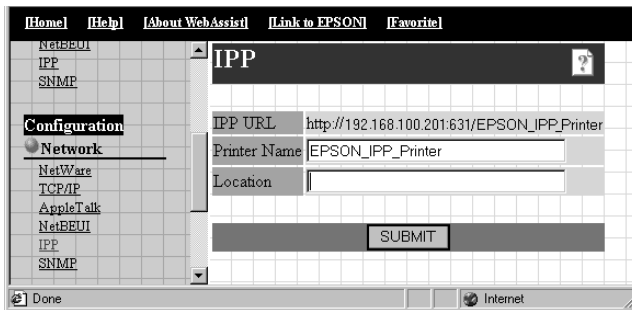 [Home] [Help] [About WebAssist] [Link to EPSON] [Favorite]
NetBEUI
IPP
SNMP
Configuration
Network
NetWare
TCP/IP
AppleTalk
NetBEUI
IPP
SNMP
IPP
?
IPP URL http://192.168.100.201:631/EPSON_IPP_Printer
Printer Name EPSON_IPP_Printer
Location
SUBMIT
Done Internet